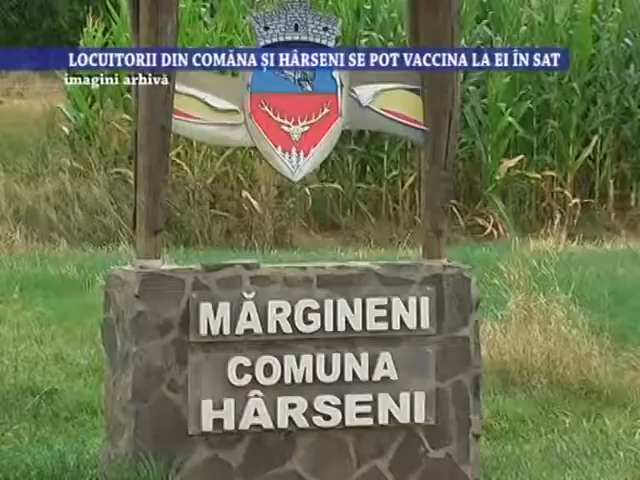 LOCUITORII DIN COMĂNA ȘI HÂRSENI SE POT VACCINA LA EI ÎN SAT
imagini arhivă
MĂRGINENI
COMUNA
HÂRSENI